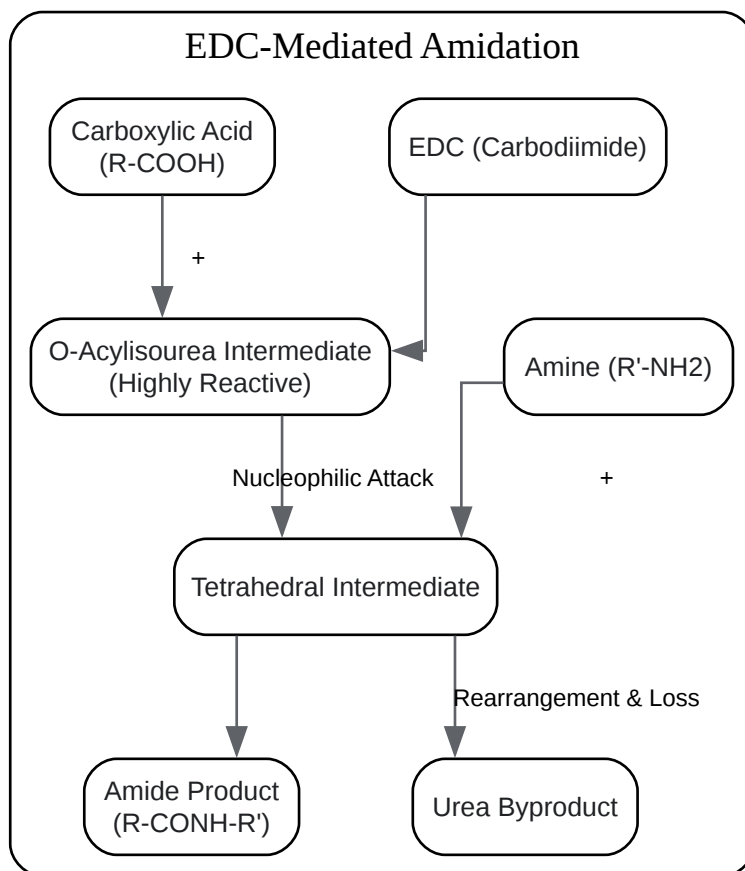 EDC-Mediated Amidation
Carboxylic Acid
(R-COOH)
EDC (Carbodiimide)
+
O-Acylisourea Intermediate
(Highly Reactive)
Amine (R'-NH2)
Nucleophilic Attack
+
Tetrahedral Intermediate
Rearrangement & Loss
Amide Product
(R-CONH-R')
Urea Byproduct